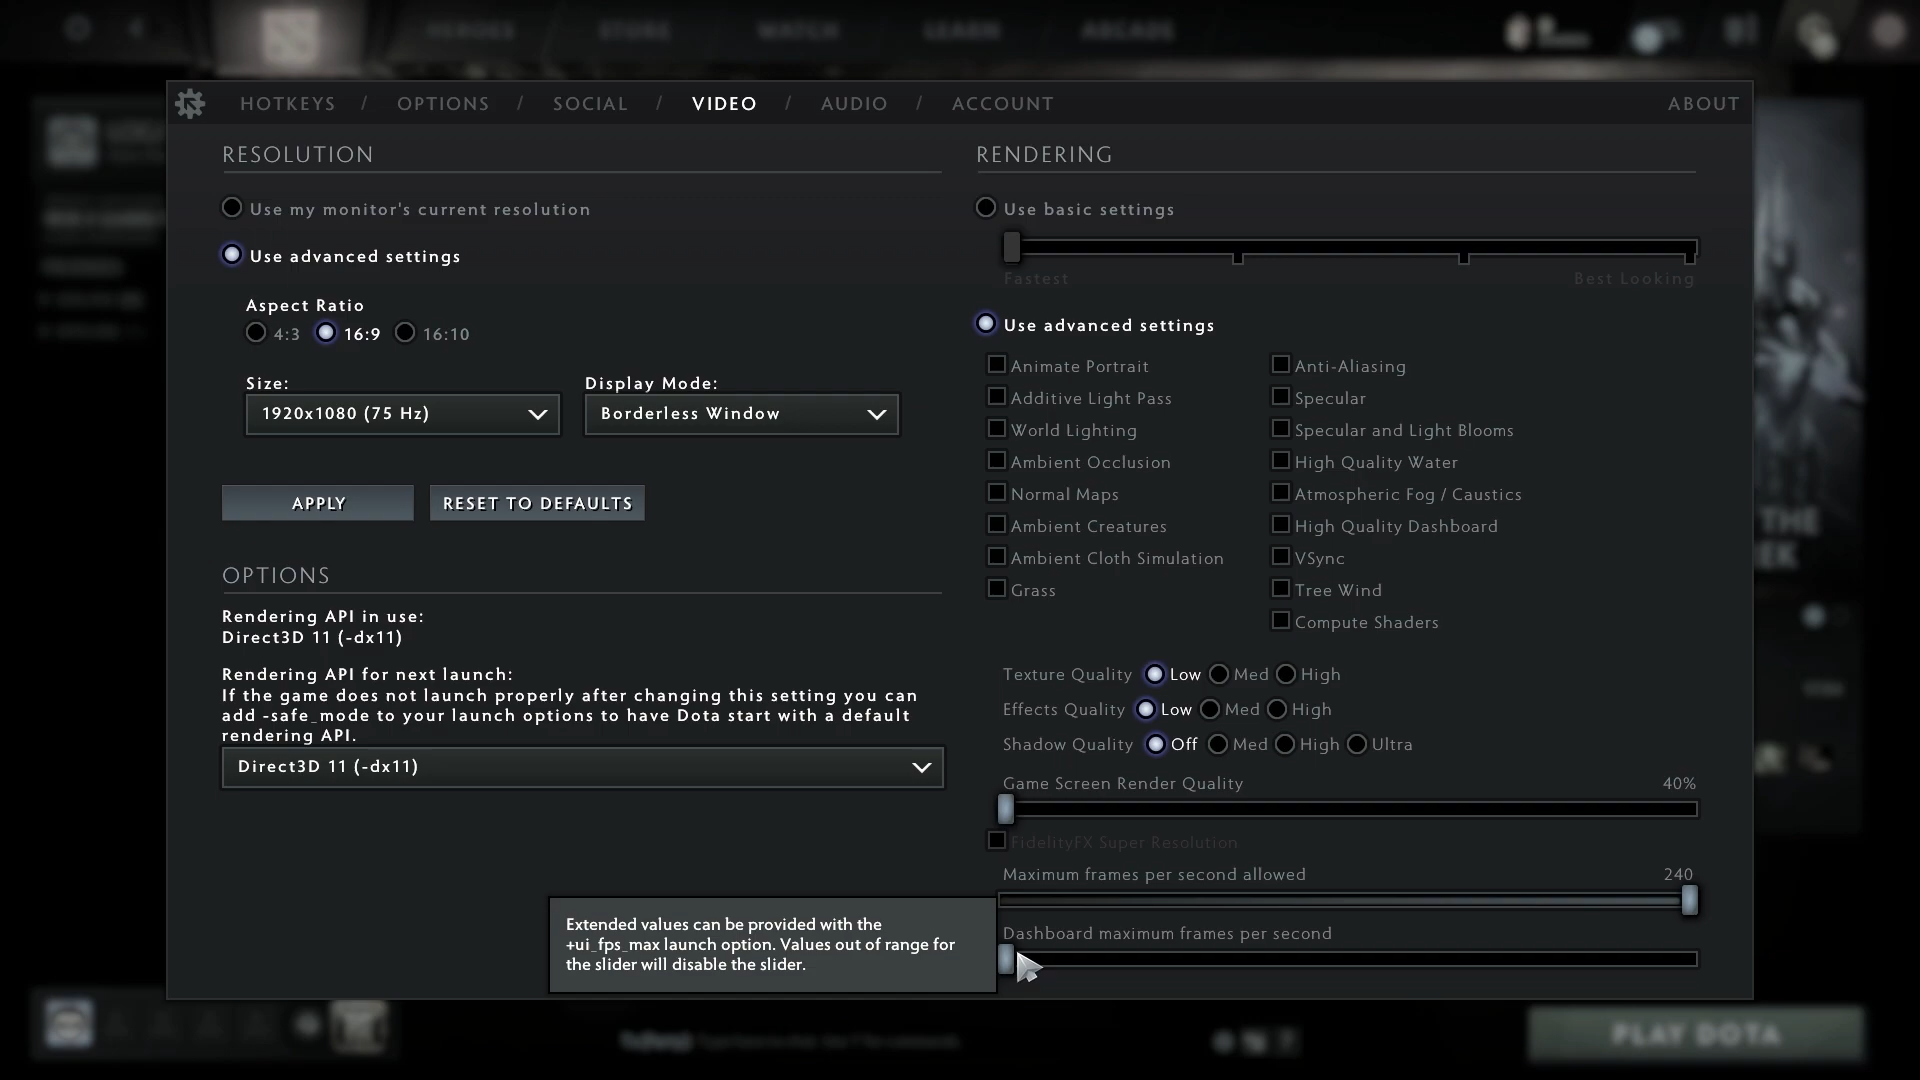 HEROES STORE WATCH LEARN ARCADE
HOTKEYS / OPTIONS / SOCIAL / VIDEO / AUDIO / ACCOUNT ABOUT
RESOLUTION
Use my monitor's current resolution
Use advanced settings
Aspect Ratio
4:3 16:9 16:10
Size: Display Mode:
1920x1080 (75 Hz) Borderless Window
APPLY RESET TO DEFAULTS
OPTIONS
Rendering API in use:
Direct3D 11 (-dx11)
Rendering API for next launch:
If the game does not launch properly after changing this setting you can
add -safe_mode to your launch options to have Dota start with a default
rendering API.
Direct3D 11 (-dx11)
RENDERING
Use basic settings
Fastest Best Looking
Use advanced settings
Animate Portrait Anti-Aliasing
Additive Light Pass Specular
World Lighting Specular and Light Blooms
Ambient Occlusion High Quality Water
Normal Maps Atmospheric Fog / Caustics
Ambient Creatures High Quality Dashboard
Ambient Cloth Simulation VSync
Grass Tree Wind
Compute Shaders
Texture Quality Low Med High
Effects Quality Low Med High
Shadow Quality Off Med High Ultra
Game Screen Render Quality 40%
FidelityFX Super Resolution
Maximum frames per second allowed 240
Dashboard maximum frames per second
Extended values can be provided with the
+ui_fps_max launch option. Values out of range for
the slider will disable the slider.
THE
PLAY DOTA